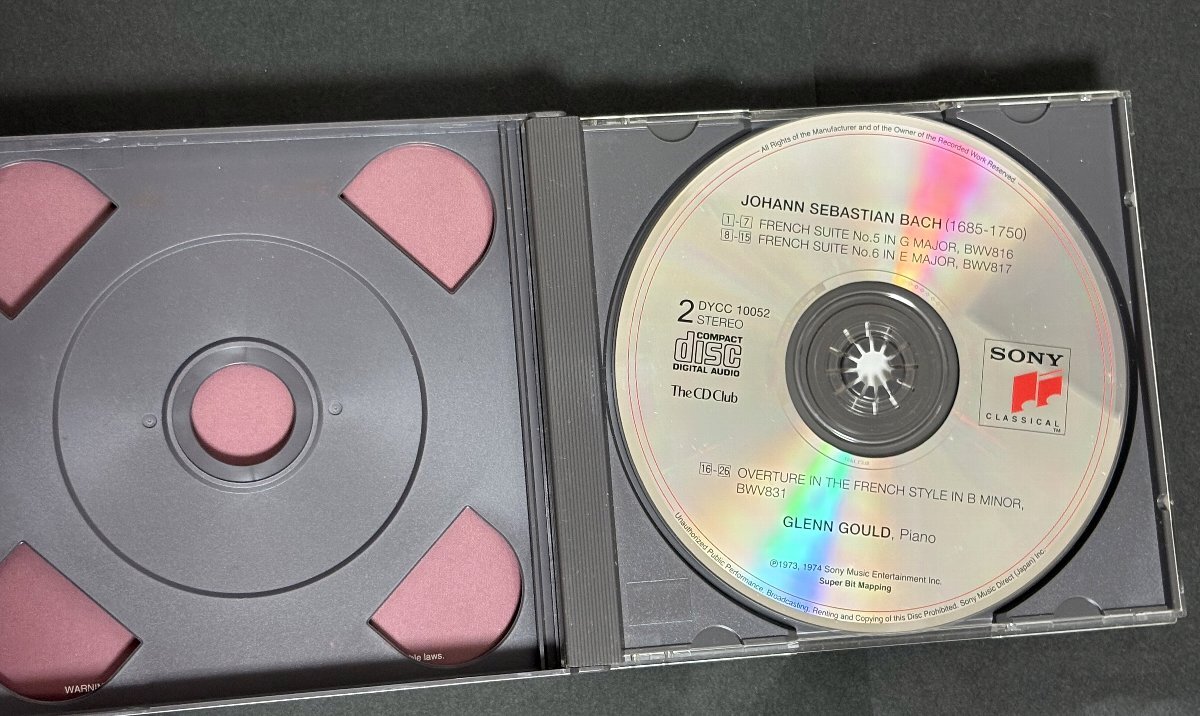 All Rights of the Manufacturer and of the Owner of the Recorded Work Reserved
JOHANN SEBASTIAN BACH (1685-1750)
1-7 FRENCH SUITE No.5 IN G MAJOR, BWV816
8-15 FRENCH SUITE No.6 IN E MAJOR, BWV817
2 DYCC 10052
STEREO
COMPACT
disc
DIGITAL AUDIO
The CD Club
SONY
CLASSICAL
TM
16-26 OVERTURE IN THE FRENCH STYLE IN B MINOR,
BWV831
GLENN GOULD, Piano
℗1973, 1974 Sony Music Entertainment Inc.
Super Bit Mapping
Unauthorized Public Performance, Broadcasting, Renting and Copying of this Disc Prohibited. Sony Music Direct (Japan) Inc.
WARNIN
laws.